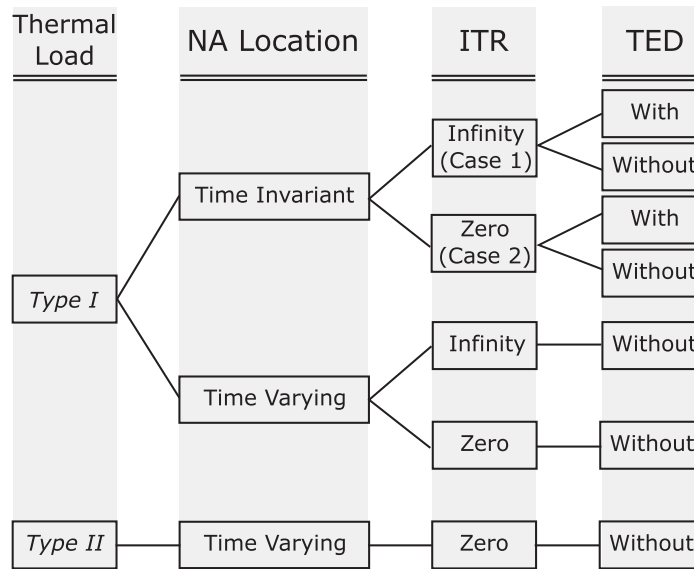 Thermal
Load
NA Location
ITR
TED
Infinity
(Case 1)
With
Without
Time Invariant
Zero
(Case 2)
With
Without
Type I
Infinity
Without
Time Varying
Zero
Without
Type II
Time Varying
Zero
Without